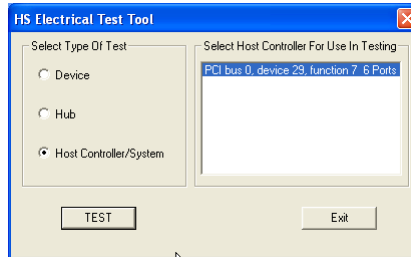 HS Electrical Test Tool
Select Type Of Test
Device
Hub
Host Controller/System
Select Host Controller For Use In Testing
PCI bus 0, device 29, function 7 6 Ports
TEST
Exit